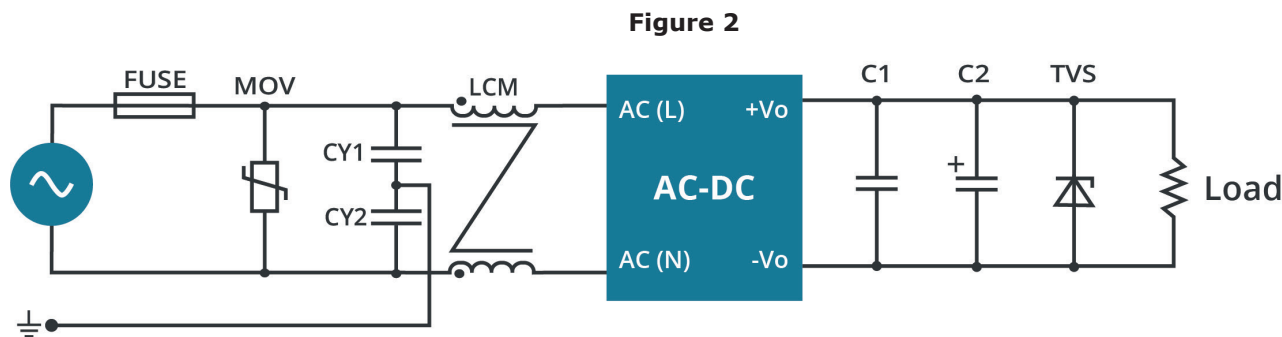 Figure 2
FUSE
MOV
LCM
C1
C2
TVS
AC (L)
+Vo
CY1
AC-DC
+
Load
CY2
AC (N)
-Vo